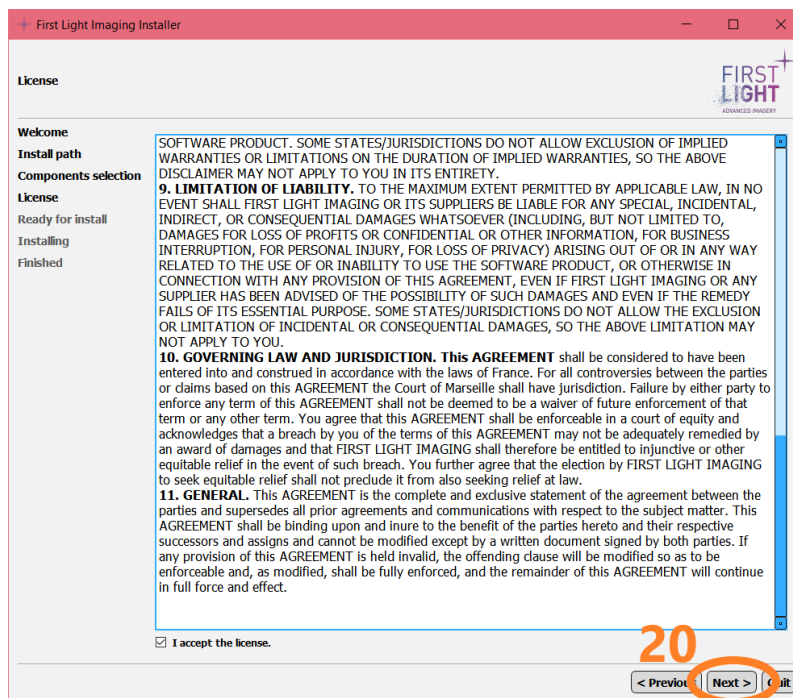 First Light Imaging Installer
License
FIRST
LIGHT
ADVANCED IMAGERY
Welcome
Install path
Components selection
License
Ready for install
Installing
Finished
SOFTWARE PRODUCT. SOME STATES/JURISDICTIONS DO NOT ALLOW EXCLUSION OF IMPLIED
WARRANTIES OR LIMITATIONS ON THE DURATION OF IMPLIED WARRANTIES, SO THE ABOVE
DISCLAIMER MAY NOT APPLY TO YOU IN ITS ENTIRETY.
9. LIMITATION OF LIABILITY. TO THE MAXIMUM EXTENT PERMITTED BY APPLICABLE LAW, IN NO
EVENT SHALL FIRST LIGHT IMAGING OR ITS SUPPLIERS BE LIABLE FOR ANY SPECIAL, INCIDENTAL,
INDIRECT, OR CONSEQUENTIAL DAMAGES WHATSOEVER (INCLUDING, BUT NOT LIMITED TO,
DAMAGES FOR LOSS OF PROFITS OR CONFIDENTIAL OR OTHER INFORMATION, FOR BUSINESS
INTERRUPTION, FOR PERSONAL INJURY, FOR LOSS OF PRIVACY) ARISING OUT OF OR IN ANY WAY
RELATED TO THE USE OF OR INABILITY TO USE THE SOFTWARE PRODUCT, OR OTHERWISE IN
CONNECTION WITH ANY PROVISION OF THIS AGREEMENT, EVEN IF FIRST LIGHT IMAGING OR ANY
SUPPLIER HAS BEEN ADVISED OF THE POSSIBILITY OF SUCH DAMAGES AND EVEN IF THE REMEDY
FAILS OF ITS ESSENTIAL PURPOSE. SOME STATES/JURISDICTIONS DO NOT ALLOW THE EXCLUSION
OR LIMITATION OF INCIDENTAL OR CONSEQUENTIAL DAMAGES, SO THE ABOVE LIMITATION MAY
NOT APPLY TO YOU.
10. GOVERNING LAW AND JURISDICTION. This AGREEMENT shall be considered to have been
entered into and construed in accordance with the laws of France. For all controversies between the parties
or claims based on this AGREEMENT the Court of Marseille shall have jurisdiction. Failure by either party to
enforce any term of this AGREEMENT shall not be deemed to be a waiver of future enforcement of that
term or any other term. You agree that this AGREEMENT shall be enforceable in a court of equity and
acknowledges that a breach by you of the terms of this AGREEMENT may not be adequately remedied by
an award of damages and that FIRST LIGHT IMAGING shall therefore be entitled to injunctive or other
equitable relief in the event of such breach. You further agree that the election by FIRST LIGHT IMAGING
to seek equitable relief shall not preclude it from also seeking relief at law.
11. GENERAL. This AGREEMENT is the complete and exclusive statement of the agreement between the
parties and supersedes all prior agreements and communications with respect to the subject matter. This
AGREEMENT shall be binding upon and inure to the benefit of the parties hereto and their respective
successors and assigns and cannot be modified except by a written document signed by both parties. If
any provision of this AGREEMENT is held invalid, the offending clause will be modified so as to be
enforceable and, as modified, shall be fully enforced, and the remainder of this AGREEMENT will continue
in full force and effect.
I accept the license.
20
< Previous Next > Quit